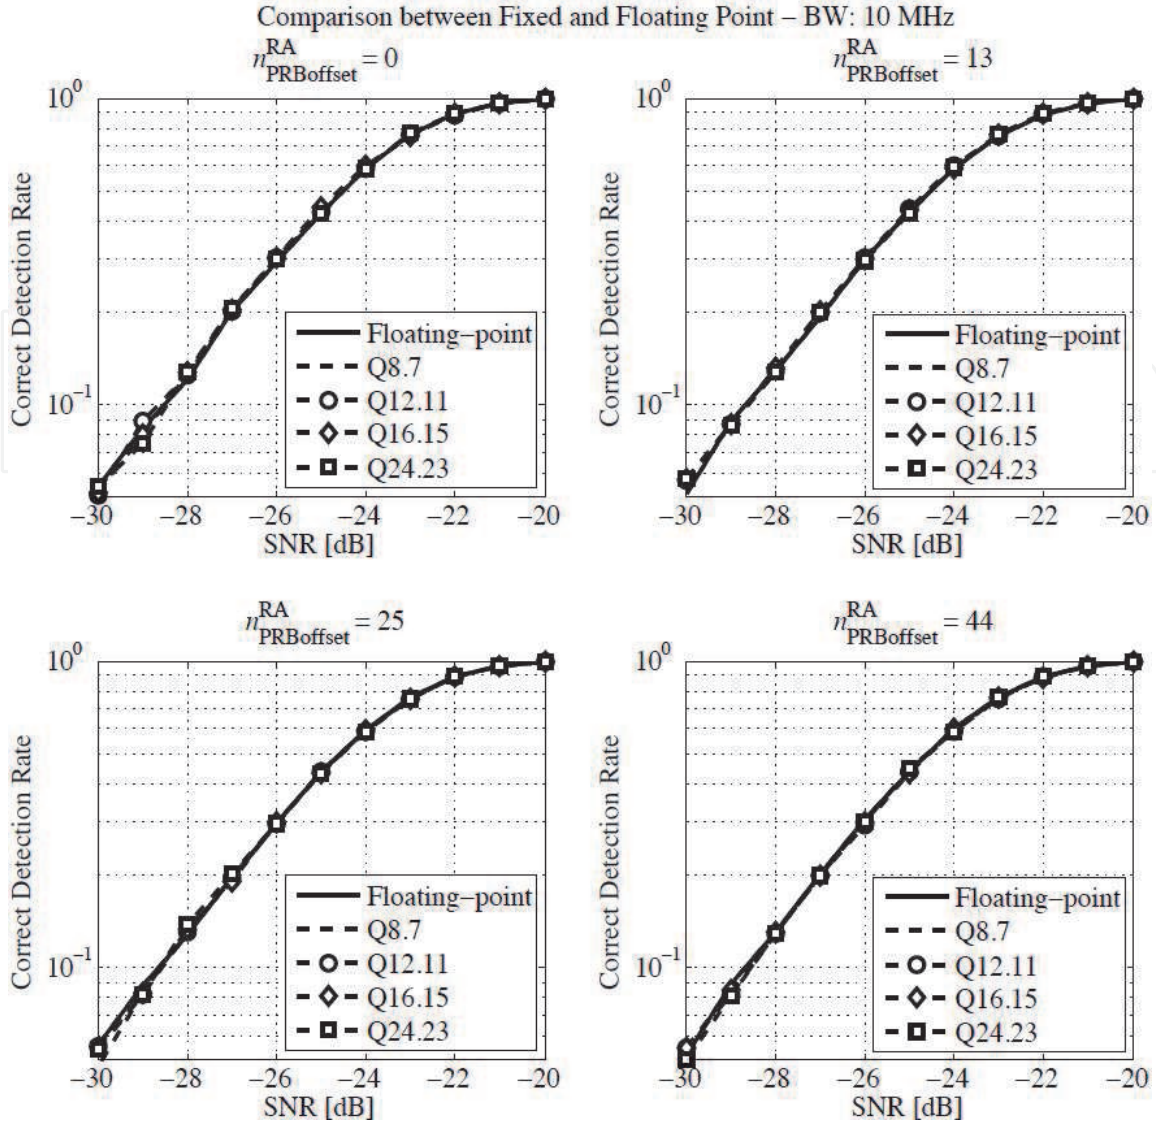 Comparison between Fixed and Floating Point – BW: 10 MHz
n^RA_PRBoffset = 0
10^0
10^−1
Correct Detection Rate
Floating−point
Q8.7
Q12.11
Q16.15
Q24.23
−30 −28 −26 −24 −22 −20
SNR [dB]
n^RA_PRBoffset = 13
10^0
10^−1
Correct Detection Rate
Floating−point
Q8.7
Q12.11
Q16.15
Q24.23
−30 −28 −26 −24 −22 −20
SNR [dB]
n^RA_PRBoffset = 25
10^0
10^−1
Correct Detection Rate
Floating−point
Q8.7
Q12.11
Q16.15
Q24.23
−30 −28 −26 −24 −22 −20
SNR [dB]
n^RA_PRBoffset = 44
10^0
10^−1
Correct Detection Rate
Floating−point
Q8.7
Q12.11
Q16.15
Q24.23
−30 −28 −26 −24 −22 −20
SNR [dB]